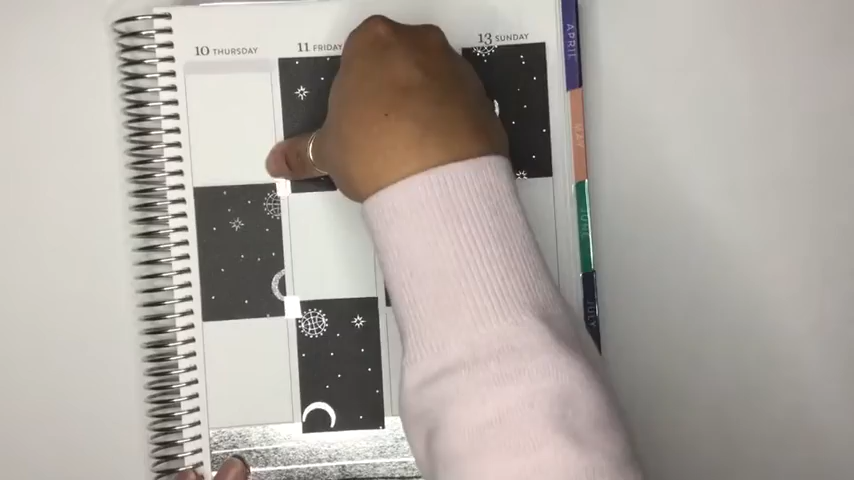 10 THURSDAY
11 FRIDAY
13 SUNDAY
APRIL
MAY
JUNE
JULY